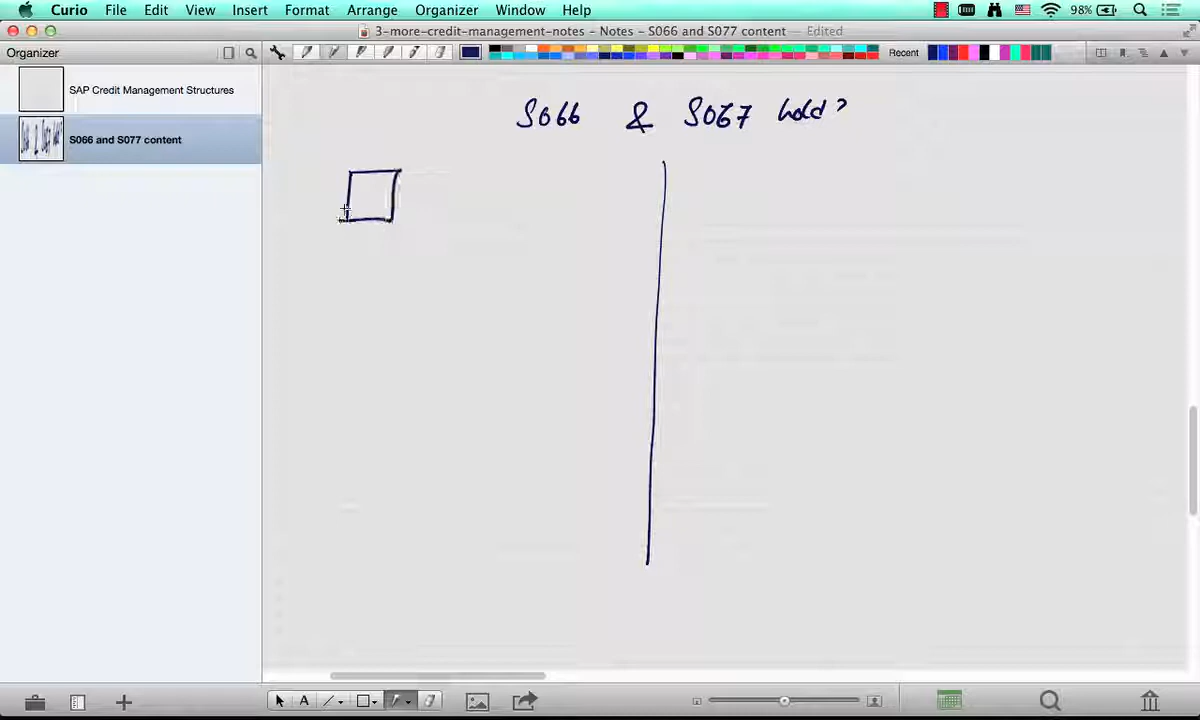 Curio File Edit View Insert Format Arrange Organizer Window Help 98%
3-more-credit-management-notes – Notes – S066 and S077 content — Edited
Organizer
Recent
SAP Credit Management Structures
S066 and S077 content
S066 & S067 hold?
A